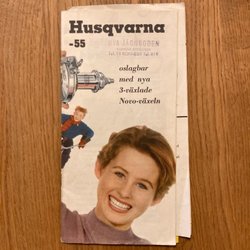 Husqvarna
-55
oslagbar
med nya
3-växlade
Novo-växeln